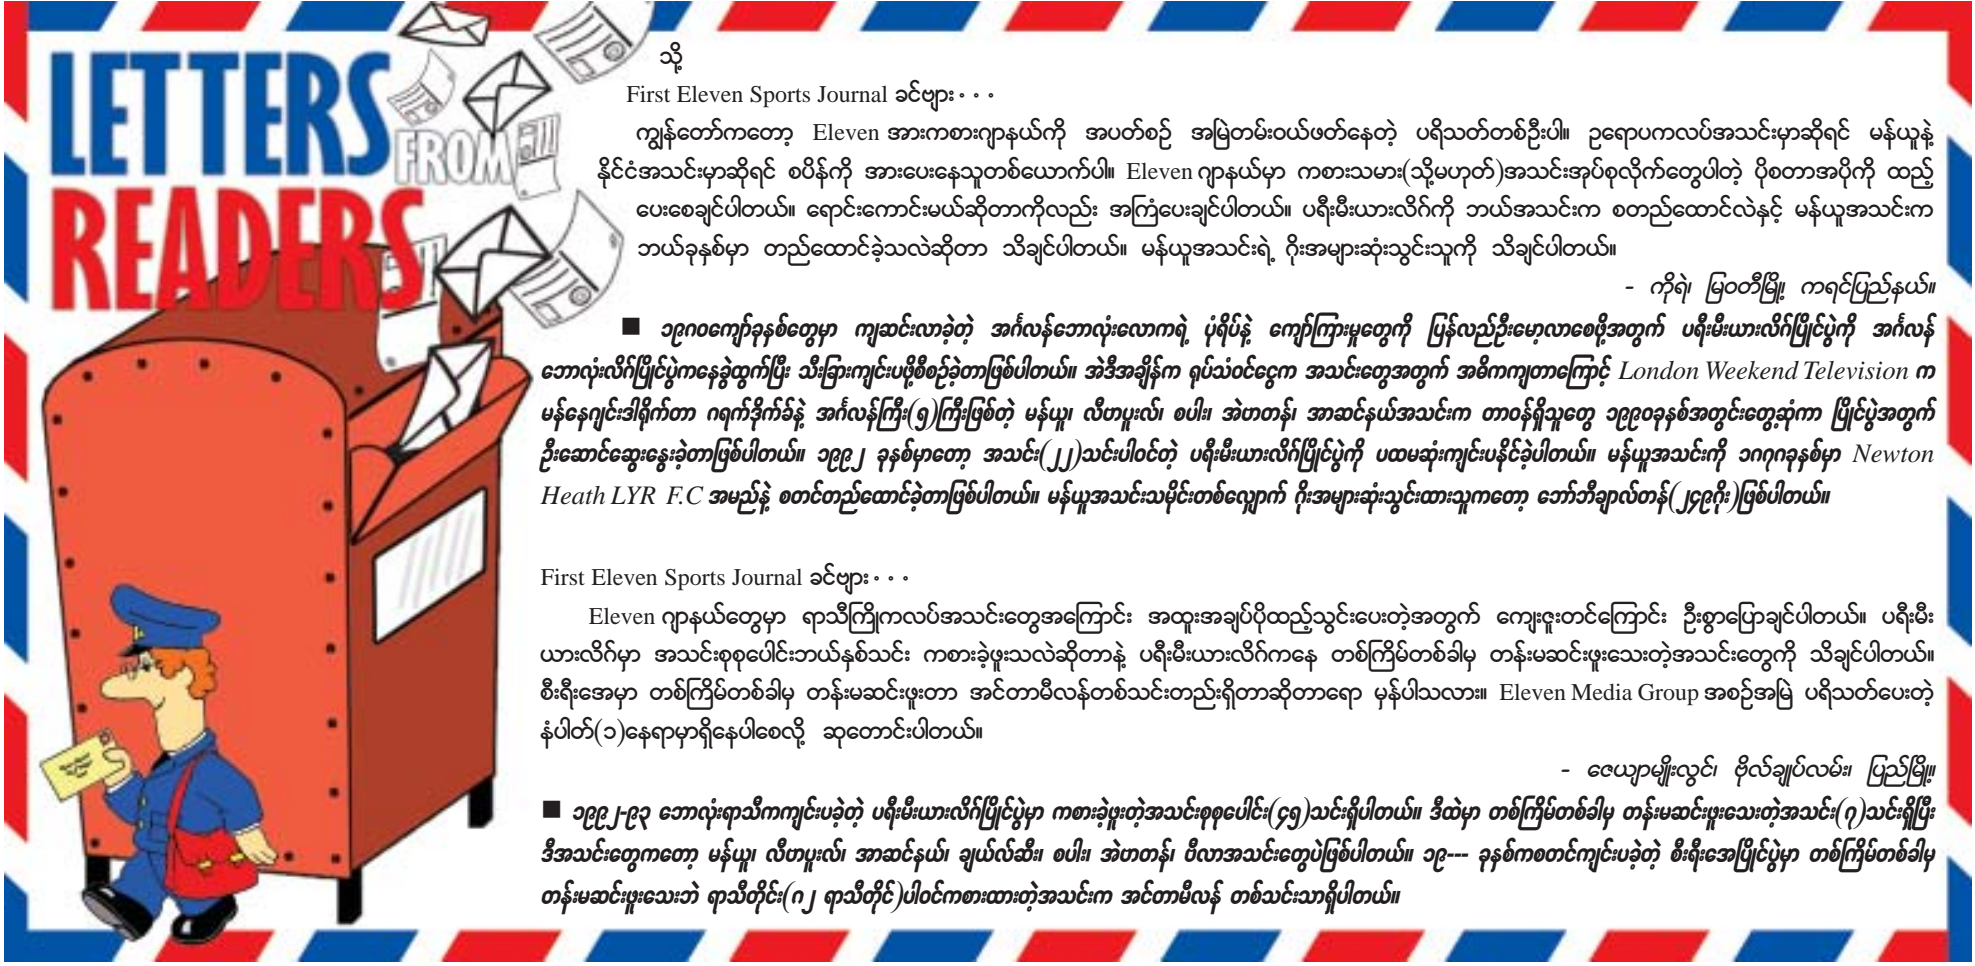 LETTERS
FROM
READERS
သို့
First Eleven Sports Journal ခင်ဗျား · · ·
ကျွန်တော်ကတော့ Eleven အားကစားဂျာနယ်ကို အပတ်စဉ် အမြဲတမ်းဝယ်ဖတ်နေတဲ့ ပရိသတ်တစ်ဦးပါ။ ဥရောပကလပ်အသင်းမှာဆိုရင် မန်ယူနဲ့
နိုင်ငံအသင်းမှာဆိုရင် စပိန်ကို အားပေးနေသူတစ်ယောက်ပါ။ Eleven ဂျာနယ်မှာ ကစားသမား(သို့မဟုတ်)အသင်းအုပ်စုလိုက်တွေပါတဲ့ ပိုစတာအပိုကို ထည့်
ပေးစေချင်ပါတယ်။ ရောင်းကောင်းမယ်ဆိုတာကိုလည်း အကြံပေးချင်ပါတယ်။ ပရီးမီးယားလိဂ်ကို ဘယ်အသင်းက စတည်ထောင်လဲနှင့် မန်ယူအသင်းက
ဘယ်ခုနှစ်မှာ တည်ထောင်ခဲ့သလဲဆိုတာ သိချင်ပါတယ်။ မန်ယူအသင်းရဲ့ ဂိုးအများဆုံးသွင်းသူကို သိချင်ပါတယ်။
- ကိုရဲ၊ မြဝတီမြို့၊ ကရင်ပြည်နယ်။
■ ၁၉၈၀ကျော်ခုနှစ်တွေမှာ ကျဆင်းလာခဲ့တဲ့ အင်္ဂလန်ဘောလုံးလောကရဲ့ ပုံရိပ်နဲ့ ကျော်ကြားမှုတွေကို ပြန်လည်ဦးမော့လာစေဖို့အတွက် ပရီးမီးယားလိဂ်ပြိုင်ပွဲကို အင်္ဂလန်
ဘောလုံးလိဂ်ပြိုင်ပွဲကနေခွဲထွက်ပြီး သီးခြားကျင်းပဖို့စီစဉ်ခဲ့တာဖြစ်ပါတယ်။ အဲဒီအချိန်က ရုပ်သံဝင်ငွေက အသင်းတွေအတွက် အဓိကကျတာကြောင့် London Weekend Television က
မန်နေဂျင်းဒါရိုက်တာ ဂရက်ဒိုက်ခ်နဲ့ အင်္ဂလန်ကြီး(၅)ကြီးဖြစ်တဲ့ မန်ယူ၊ လီဗာပူးလ်၊ စပါး၊ အဲဗာတန်၊ အာဆင်နယ်အသင်းက တာဝန်ရှိသူတွေ ၁၉၉၀ခုနှစ်အတွင်းတွေ့ဆုံကာ ပြိုင်ပွဲအတွက်
ဦးဆောင်ဆွေးနွေးခဲ့တာဖြစ်ပါတယ်။ ၁၉၉၂ ခုနှစ်မှာတော့ အသင်း(၂၂)သင်းပါဝင်တဲ့ ပရီးမီးယားလိဂ်ပြိုင်ပွဲကို ပထမဆုံးကျင်းပနိုင်ခဲ့ပါတယ်။ မန်ယူအသင်းကို ၁၈၇၈ခုနှစ်မှာ Newton
Heath LYR F.C အမည်နဲ့ စတင်တည်ထောင်ခဲ့တာဖြစ်ပါတယ်။ မန်ယူအသင်းသမိုင်းတစ်လျှောက် ဂိုးအများဆုံးသွင်းထားသူကတော့ ဘော်ဘီချာလ်တန်(၂၄၉ဂိုး)ဖြစ်ပါတယ်။
First Eleven Sports Journal ခင်ဗျား · · ·
Eleven ဂျာနယ်တွေမှာ ရာသီကြိုကလပ်အသင်းတွေအကြောင်း အထူးအချပ်ပိုထည့်သွင်းပေးတဲ့အတွက် ကျေးဇူးတင်ကြောင်း ဦးစွာပြောချင်ပါတယ်။ ပရီးမီး
ယားလိဂ်မှာ အသင်းစုစုပေါင်းဘယ်နှစ်သင်း ကစားခဲ့ဖူးသလဲဆိုတာနဲ့ ပရီးမီးယားလိဂ်ကနေ တစ်ကြိမ်တစ်ခါမှ တန်းမဆင်းဖူးသေးတဲ့အသင်းတွေကို သိချင်ပါတယ်။
စီးရီးအေမှာ တစ်ကြိမ်တစ်ခါမှ တန်းမဆင်းဖူးတာ အင်တာမီလန်တစ်သင်းတည်းရှိတာဆိုတာရော မှန်ပါသလား။ Eleven Media Group အစဉ်အမြဲ ပရိသတ်ပေးတဲ့
နံပါတ်(၁)နေရာမှာရှိနေပါစေလို့ ဆုတောင်းပါတယ်။
- ဇေယျာမျိုးလွင်၊ ဗိုလ်ချုပ်လမ်း၊ ပြည်မြို့။
■ ၁၉၉၂-၉၃ ဘောလုံးရာသီကကျင်းပခဲ့တဲ့ ပရီးမီးယားလိဂ်ပြိုင်ပွဲမှာ ကစားခဲ့ဖူးတဲ့အသင်းစုစုပေါင်း(၄၅)သင်းရှိပါတယ်။ ဒီထဲမှာ တစ်ကြိမ်တစ်ခါမှ တန်းမဆင်းဖူးသေးတဲ့အသင်း(၇)သင်းရှိပြီး
ဒီအသင်းတွေကတော့ မန်ယူ၊ လီဗာပူးလ်၊ အာဆင်နယ်၊ ချယ်လ်ဆီး၊ စပါး၊ အဲဗာတန်၊ ဗီလာအသင်းတွေပဲဖြစ်ပါတယ်။ ၁၉--- ခုနှစ်ကစတင်ကျင်းပခဲ့တဲ့ စီးရီးအေပြိုင်ပွဲမှာ တစ်ကြိမ်တစ်ခါမှ
တန်းမဆင်းဖူးသေးဘဲ ရာသီတိုင်း(၈၂ ရာသီတိုင်)ပါဝင်ကစားထားတဲ့အသင်းက အင်တာမီလန် တစ်သင်းသာရှိပါတယ်။